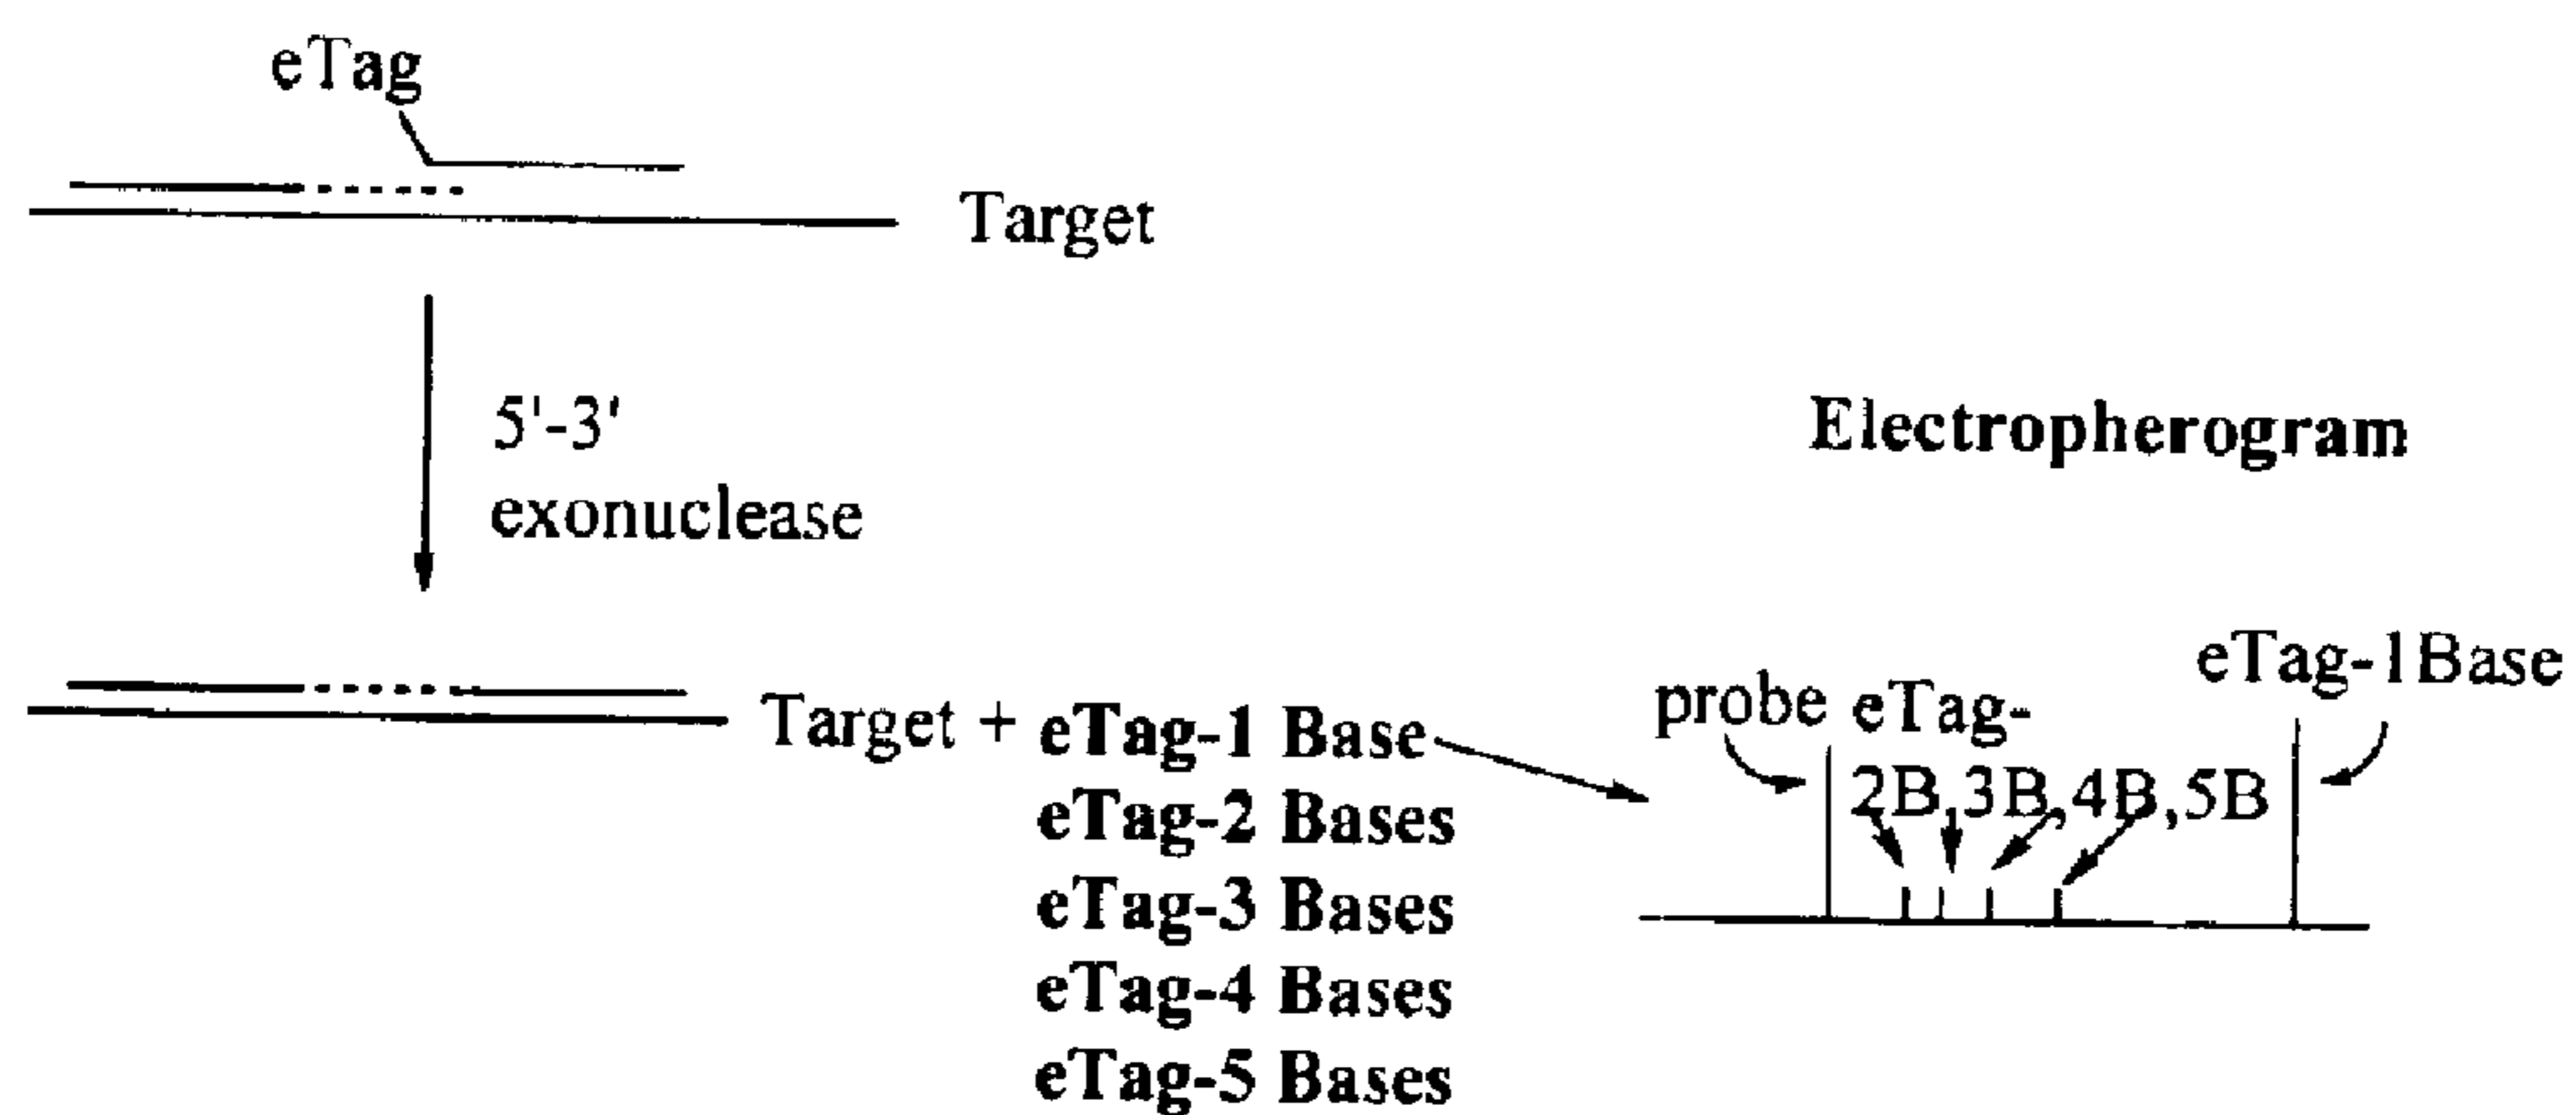 eTag
Target
5'-3'
exonuclease
Electropherogram
Target + eTag-1 Base
eTag-2 Bases
eTag-3 Bases
eTag-4 Bases
eTag-5 Bases
probe eTag-
2B,3B,4B,5B
eTag-1Base